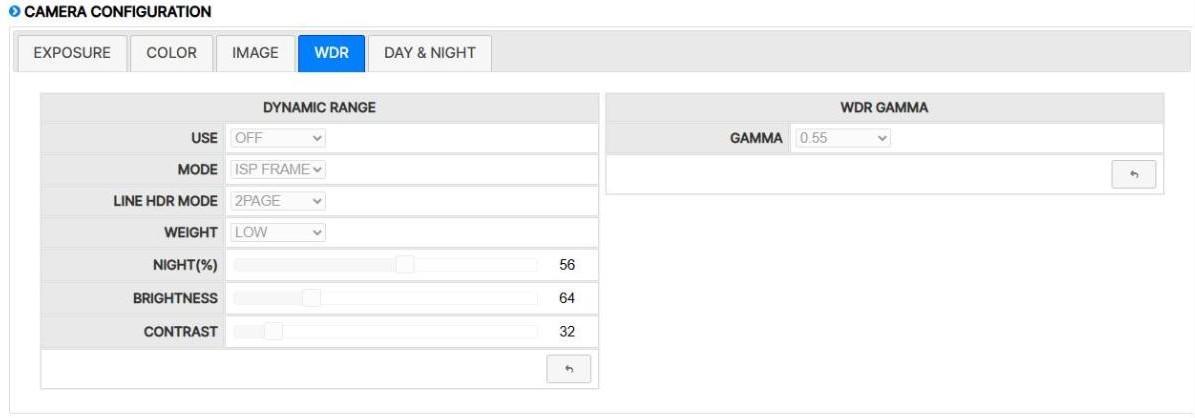 CAMERA CONFIGURATION
EXPOSURE COLOR IMAGE WDR DAY & NIGHT
DYNAMIC RANGE
USE OFF
MODE ISP FRAME
LINE HDR MODE 2PAGE
WEIGHT LOW
NIGHT(%) 56
BRIGHTNESS 64
CONTRAST 32
WDR GAMMA
GAMMA 0.55